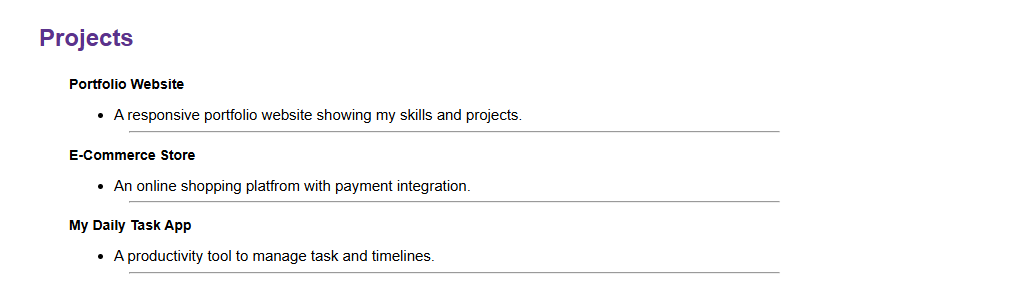 Projects
Portfolio Website
• A responsive portfolio website showing my skills and projects.
E-Commerce Store
• An online shopping platfrom with payment integration.
My Daily Task App
• A productivity tool to manage task and timelines.